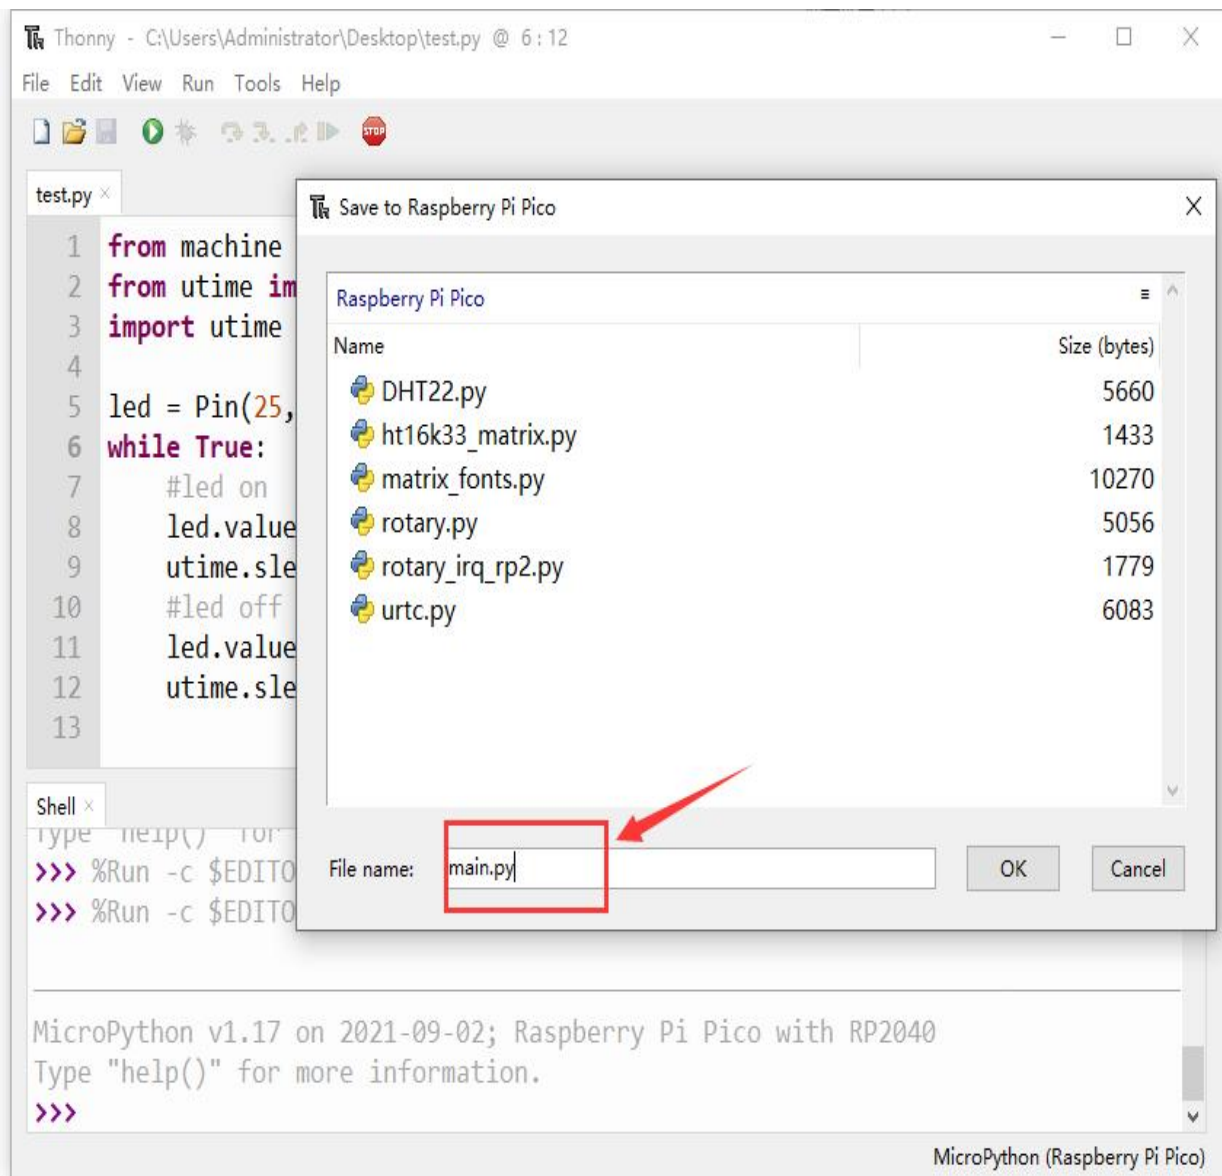 Thonny - C:\Users\Administrator\Desktop\test.py @ 6 : 12
File Edit View Run Tools Help
STOP
test.py
1 from machine
2 from utime im
3 import utime
4
5 led = Pin(25,
6 while True:
7 #led on
8 led.value
9 utime.sle
10 #led off
11 led.value
12 utime.sle
13
Save to Raspberry Pi Pico
Raspberry Pi Pico
Name Size (bytes)
DHT22.py 5660
ht16k33_matrix.py 1433
matrix_fonts.py 10270
rotary.py 5056
rotary_irq_rp2.py 1779
urtc.py 6083
File name: main.py OK Cancel
Shell
Type "help()" for
>>> %Run -c $EDITO
>>> %Run -c $EDITO
MicroPython v1.17 on 2021-09-02; Raspberry Pi Pico with RP2040
Type "help()" for more information.
>>>
MicroPython (Raspberry Pi Pico)